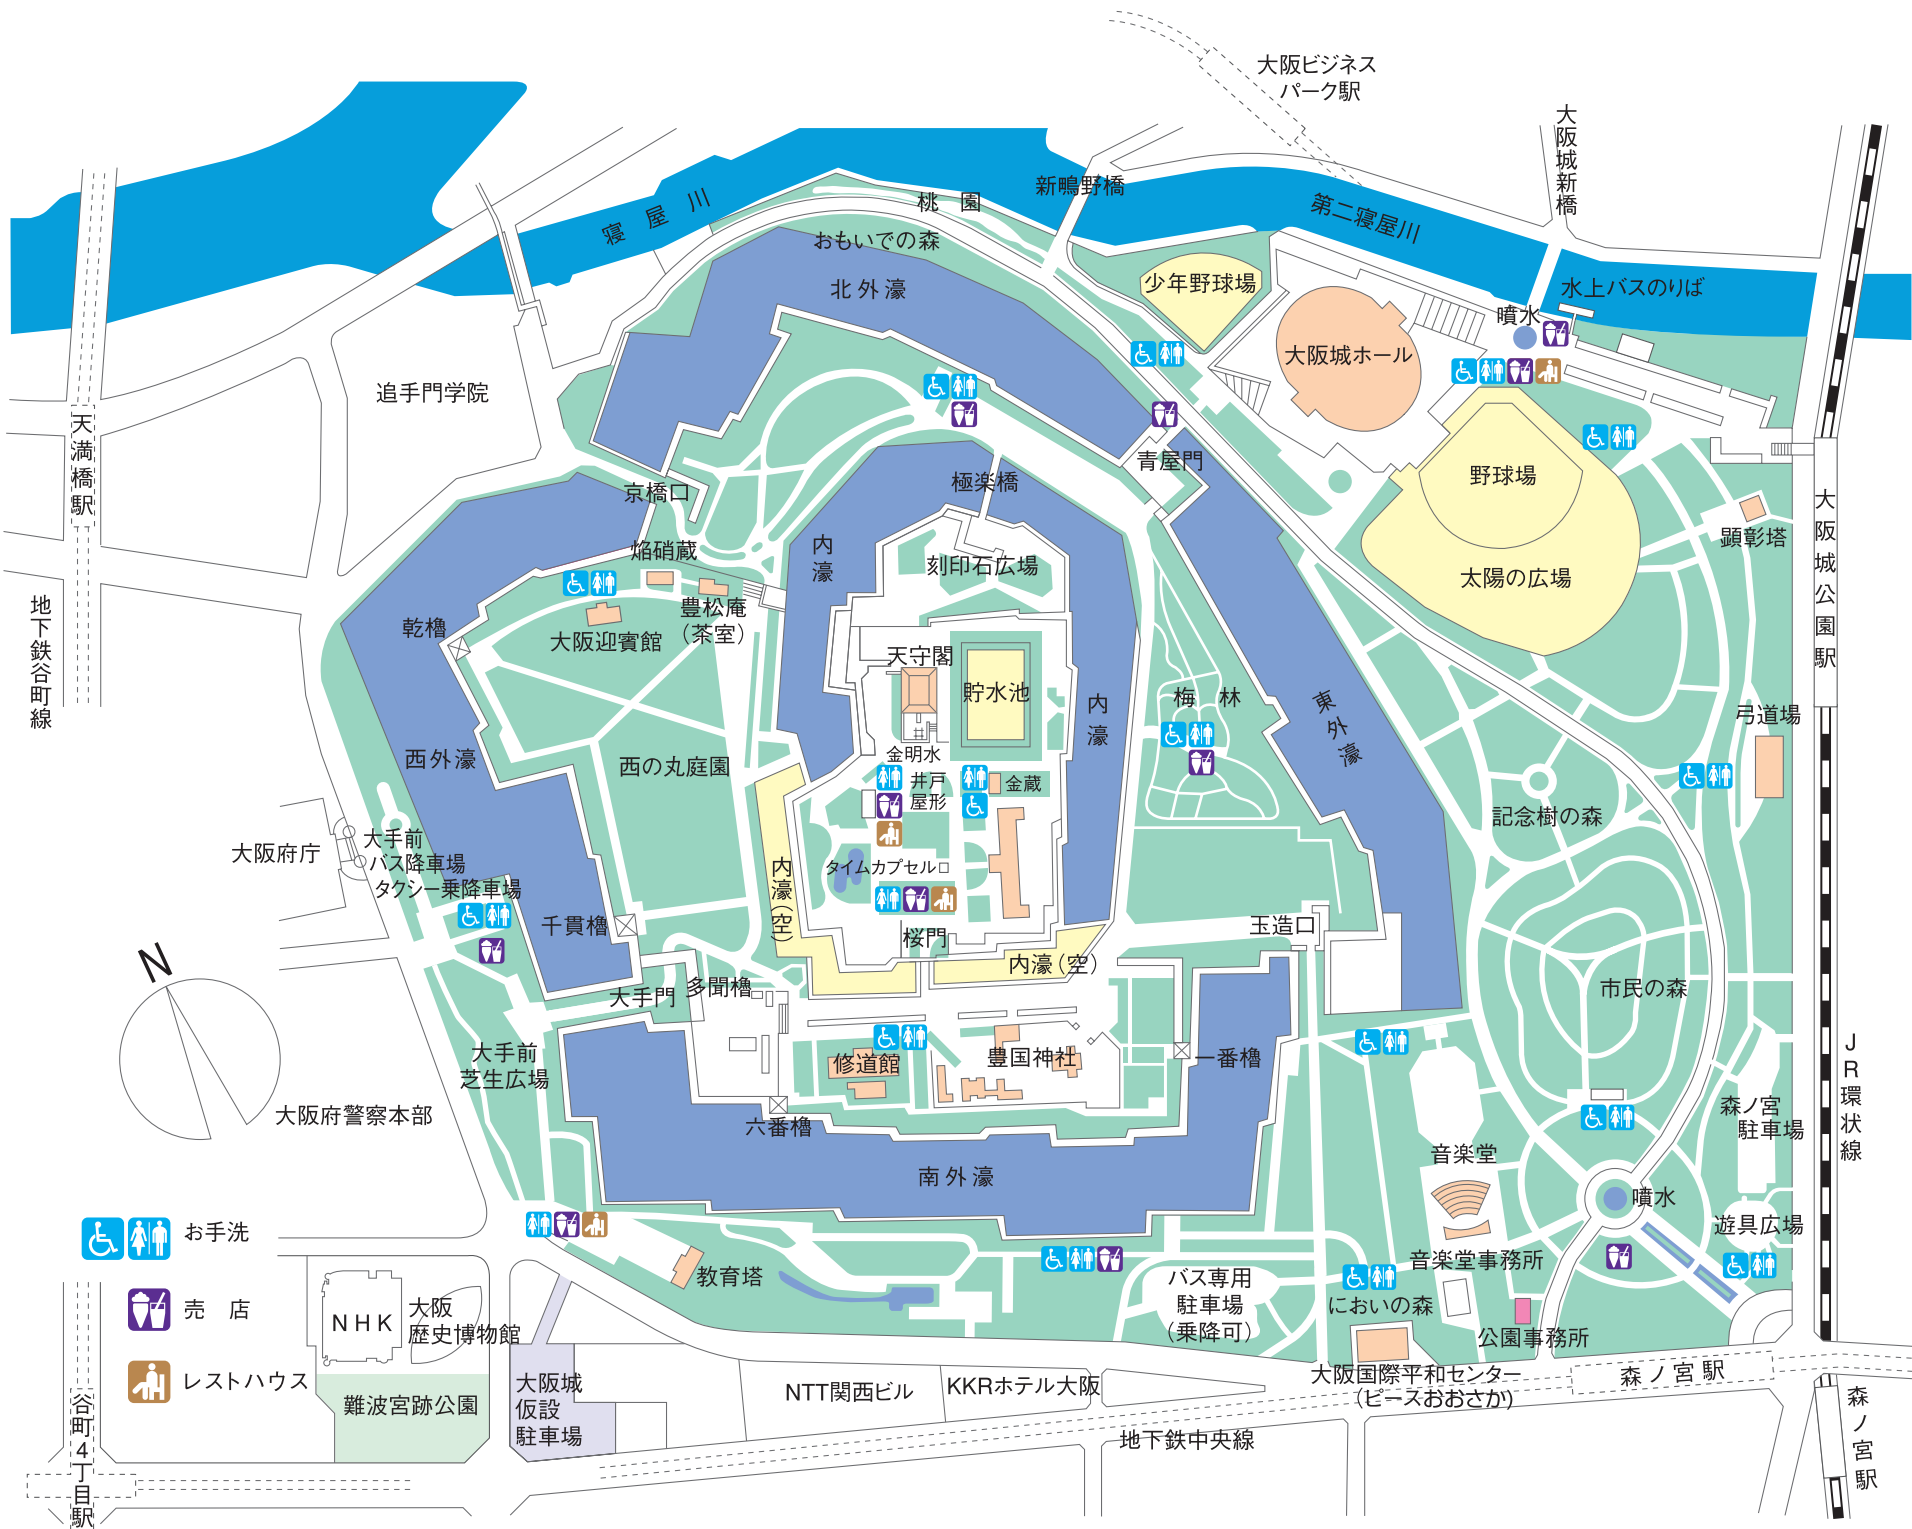 大阪ビジネス
パーク駅
大阪城新橋
新鴫野橋
桃　園
寝屋川
第二寝屋川
おもいでの森
北外濠
少年野球場
水上バスのりば
噴水
大阪城ホール
追手門学院
天満橋駅
青屋門
極楽橋
京橋口
野球場
太陽の広場
顕彰塔
大阪城公園駅
内濠
焔硝蔵
刻印石広場
豊松庵
（茶室）
大阪迎賓館
乾櫓
地下鉄谷町線
天守閣
貯水池
内濠
梅　林
東外濠
弓道場
西外濠
西の丸庭園
金明水
井戸
屋形
金蔵
記念樹の森
大手前
バス降車場
タクシー乗降車場
大阪府庁
タイムカプセル
内濠（空）
千貫櫓
桜門
玉造口
内濠（空）
N
大手門
多聞櫓
市民の森
大手前
芝生広場
修道館
豊国神社
一番櫓
JR環状線
大阪府警察本部
六番櫓
森ノ宮
駐車場
音楽堂
南外濠
噴水
遊具広場
お手洗
売　店
レストハウス
教育塔
音楽堂事務所
バス専用
駐車場
（乗降可）
においの森
公園事務所
NHK
大阪
歴史博物館
難波宮跡公園
大阪城
仮設
駐車場
NTT関西ビル
KKRホテル大阪
大阪国際平和センター
（ピースおおさか）
森ノ宮駅
地下鉄中央線
森ノ宮駅
谷町4丁目駅